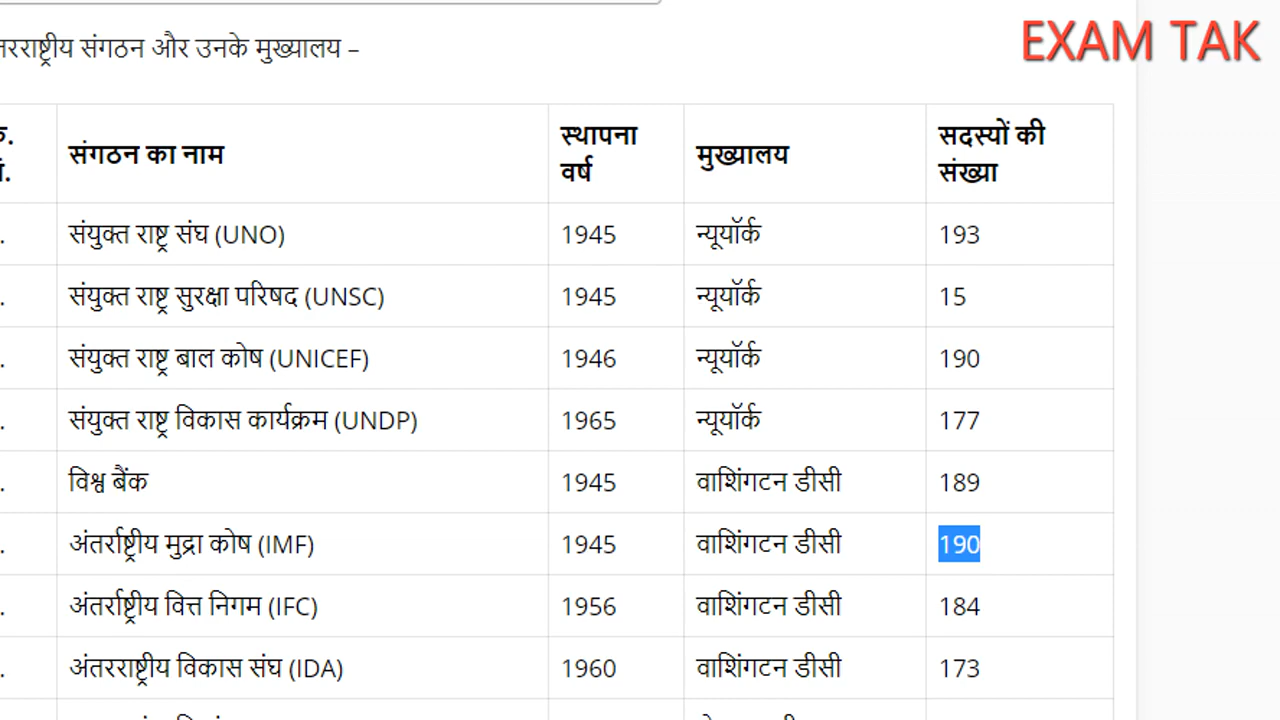 EXAM TAK
संगठन और उनके मुख्यालय –
संगठन का नाम स्थापना वर्ष मुख्यालय सदस्यों की संख्या
संयुक्त राष्ट्र संघ (UNO) 1945 न्यूयॉर्क 193
संयुक्त राष्ट्र सुरक्षा परिषद (UNSC) 1945 न्यूयॉर्क 15
संयुक्त राष्ट्र बाल कोष (UNICEF) 1946 न्यूयॉर्क 190
संयुक्त राष्ट्र विकास कार्यक्रम (UNDP) 1965 न्यूयॉर्क 177
विश्व बैंक 1945 वाशिंगटन डीसी 189
अंतर्राष्ट्रीय मुद्रा कोष (IMF) 1945 वाशिंगटन डीसी 190
अंतर्राष्ट्रीय वित्त निगम (IFC) 1956 वाशिंगटन डीसी 184
अंतरराष्ट्रीय विकास संघ (IDA) 1960 वाशिंगटन डीसी 173